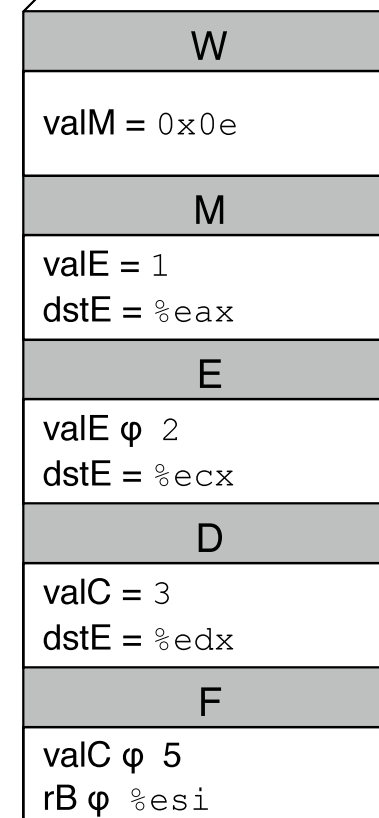 W
valM = 0x0e
M
valE = 1
dstE = %eax
E
valE φ 2
dstE = %ecx
D
valC = 3
dstE = %edx
F
valC φ 5
rB φ %esi